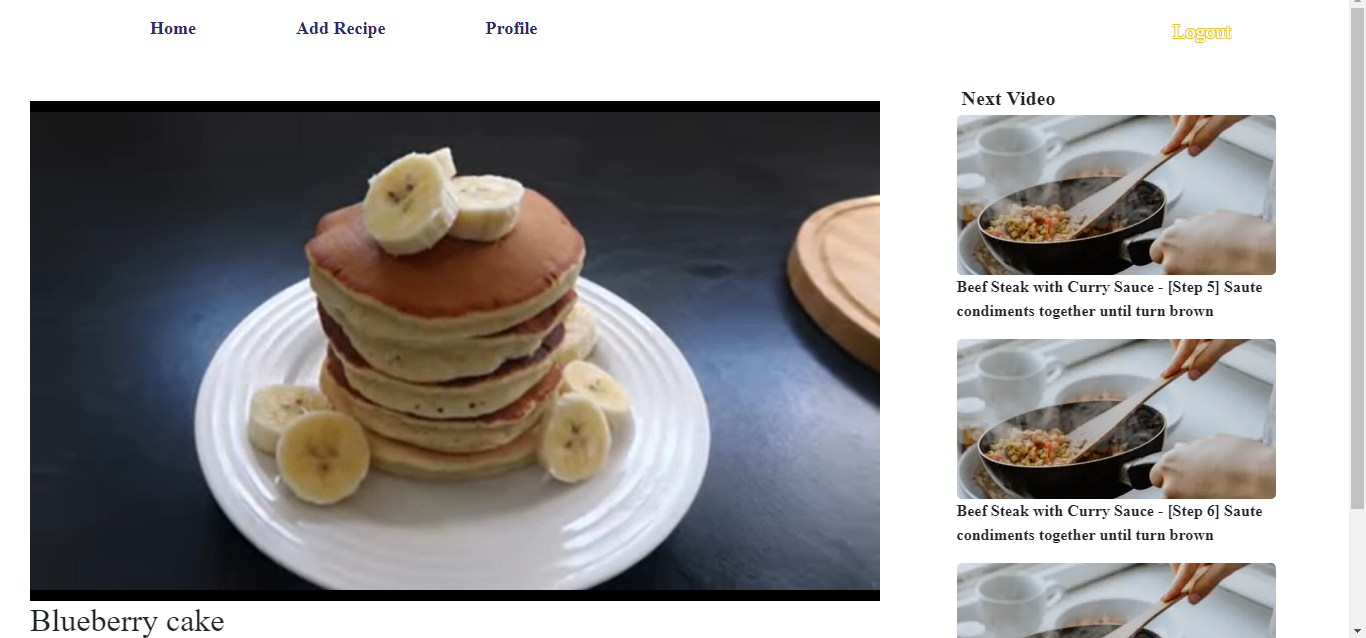 Home
Add Recipe
Profile
Logout
Next Video
Beef Steak with Curry Sauce - [Step 5] Saute
condiments together until turn brown
Beef Steak with Curry Sauce - [Step 6] Saute
condiments together until turn brown
Blueberry cake